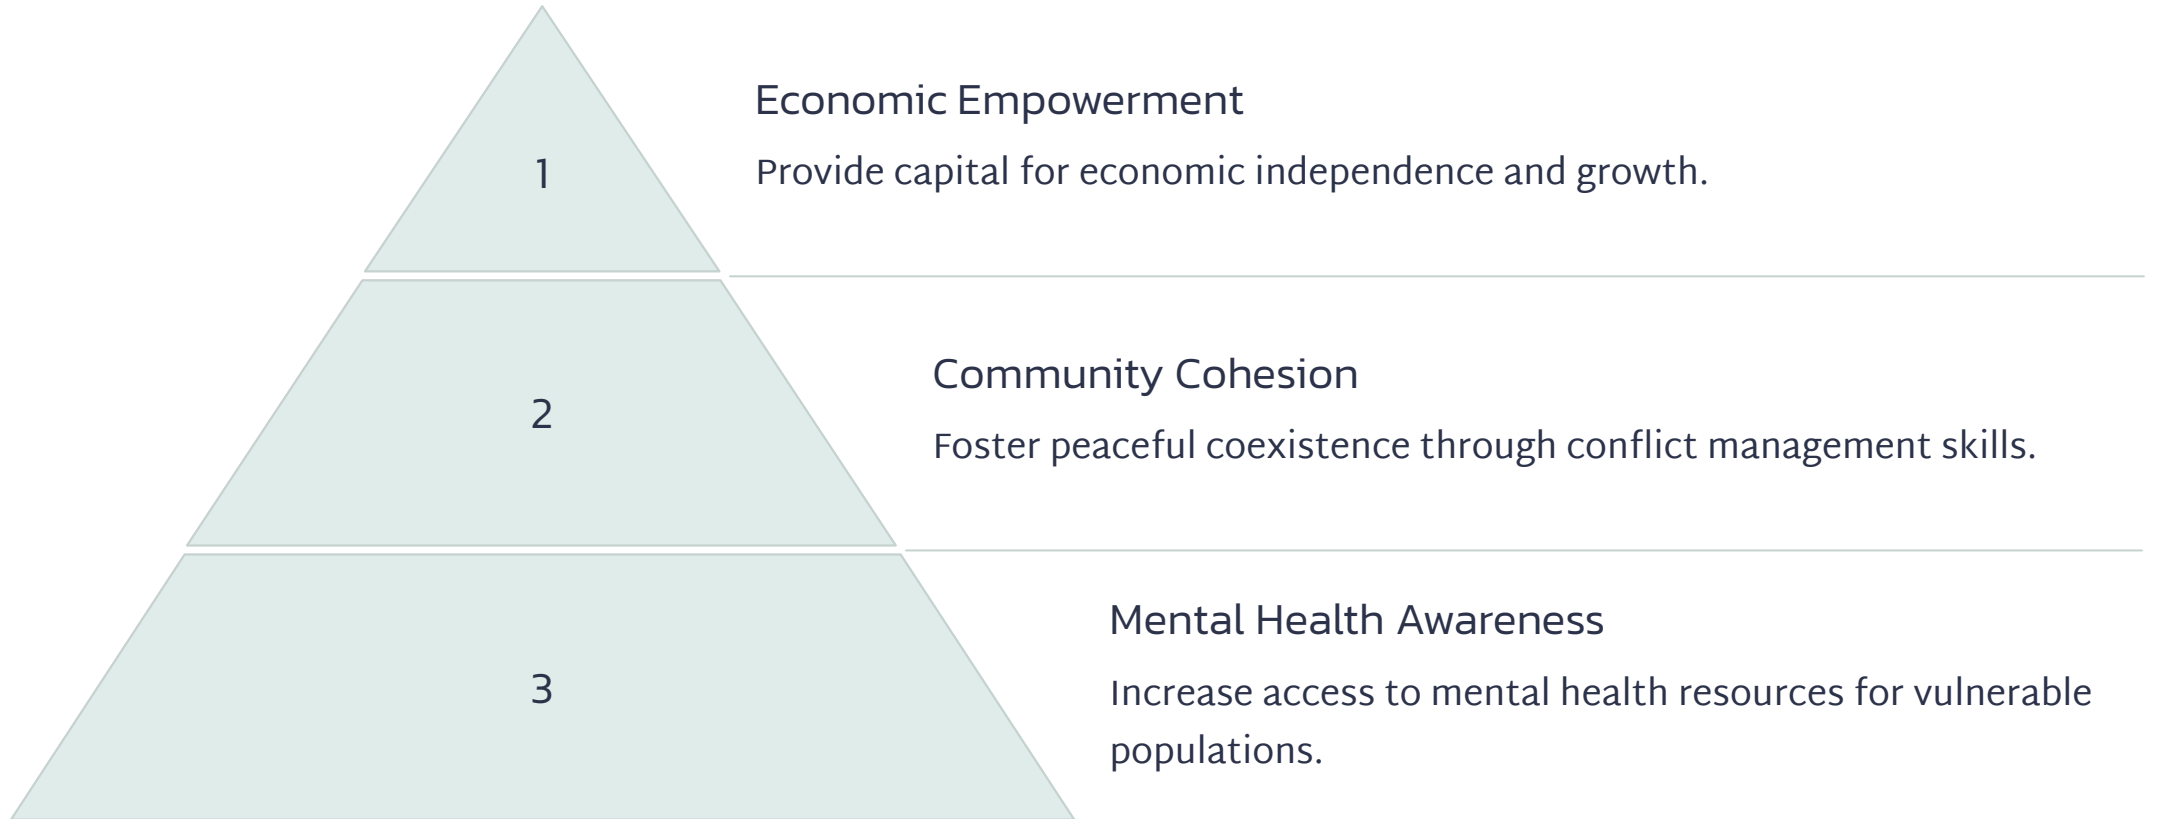 1
Economic Empowerment
Provide capital for economic independence and growth.
2
Community Cohesion
Foster peaceful coexistence through conflict management skills.
3
Mental Health Awareness
Increase access to mental health resources for vulnerable
populations.